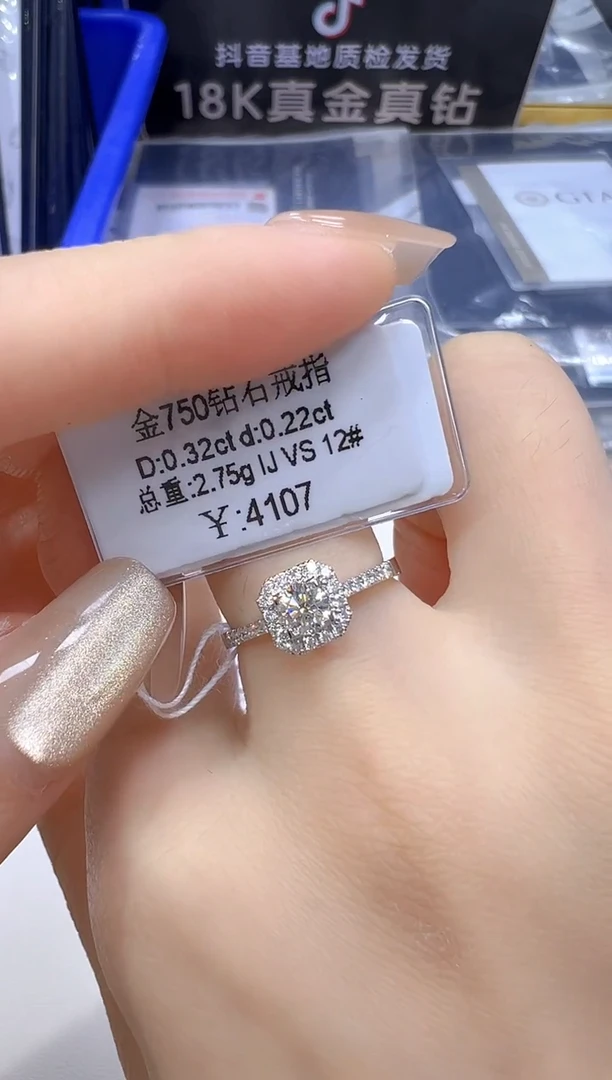 抖音基地质检发货
18K真金真钻
GIA
金750钻石戒指
D:0.32ct d:0.22ct
总重:2.75g IJ VS 12#
¥:4107